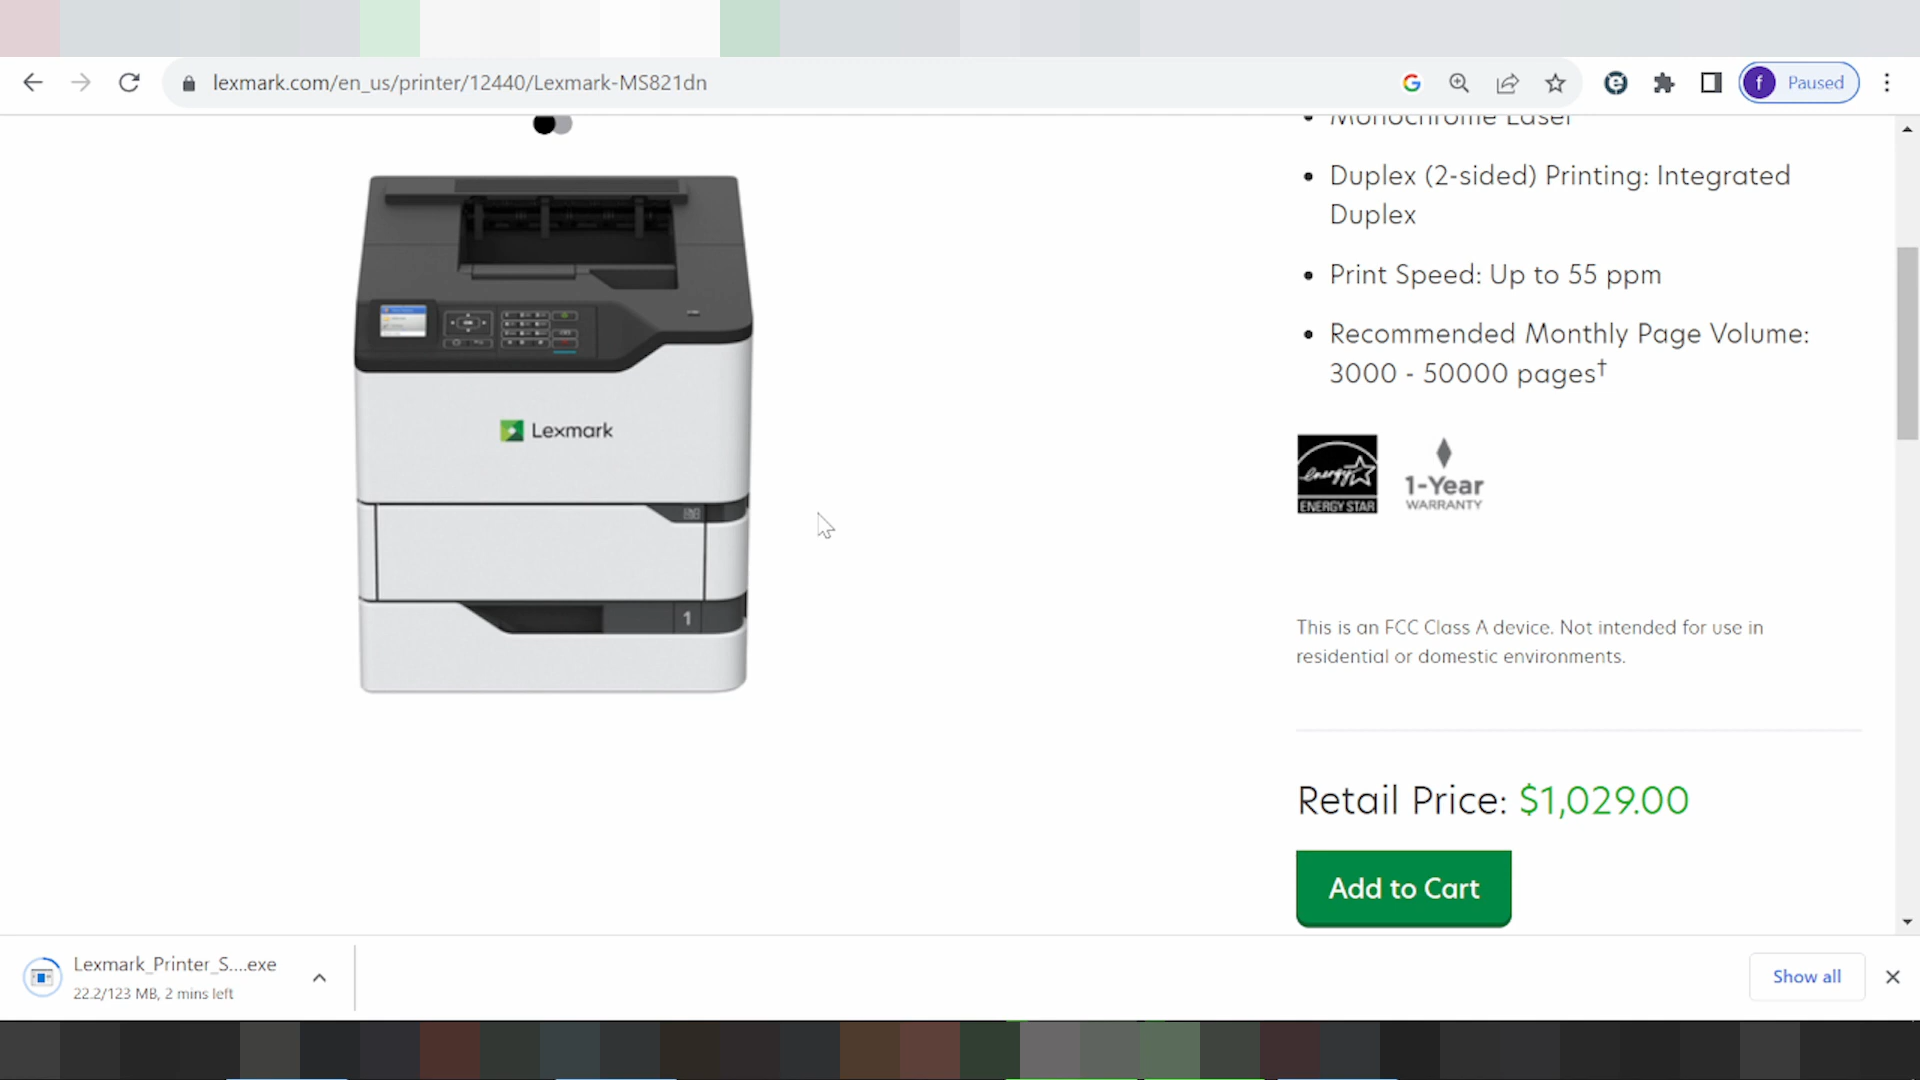 lexmark.com/en_us/printer/12440/Lexmark-MS821dn
f Paused
Monochrome Laser
Duplex (2-sided) Printing: Integrated
Duplex
Print Speed: Up to 55 ppm
Recommended Monthly Page Volume:
3000 - 50000 pages†
Lexmark
1
energy
ENERGY STAR
1-Year
WARRANTY
This is an FCC Class A device. Not intended for use in
residential or domestic environments.
Retail Price: $1,029.00
Add to Cart
Lexmark_Printer_S....exe
22.2/123 MB, 2 mins left
Show all